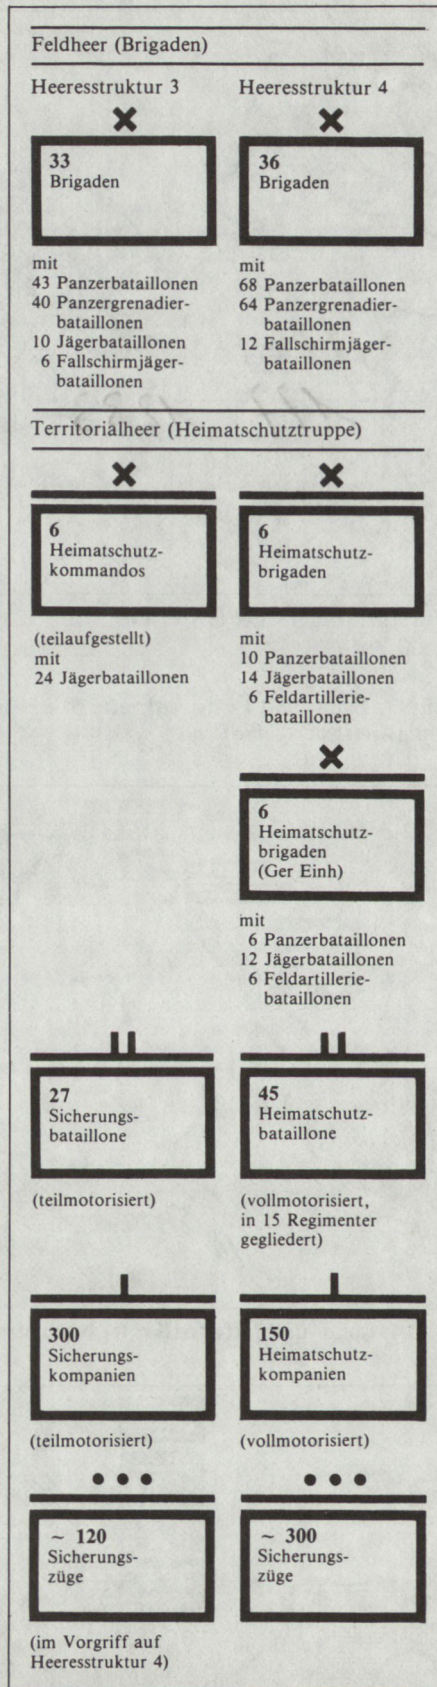 Feldheer (Brigaden)
Heeresstruktur 3
33
Brigaden
mit
43 Panzerbataillonen
40 Panzergrenadier-
bataillonen
10 Jägerbataillonen
6 Fallschirmjäger-
bataillonen
Heeresstruktur 4
36
Brigaden
mit
68 Panzerbataillonen
64 Panzergrenadier-
bataillonen
12 Fallschirmjäger-
bataillonen
Territorialheer (Heimatschutztruppe)
6
Heimatschutz-
kommandos
(teilaufgestellt)
mit
24 Jägerbataillonen
6
Heimatschutz-
brigaden
mit
10 Panzerbataillonen
14 Jägerbataillonen
6 Feldartillerie-
bataillonen
6
Heimatschutz-
brigaden
(Ger Einh)
mit
6 Panzerbataillonen
12 Jägerbataillonen
6 Feldartillerie-
bataillonen
27
Sicherungs-
bataillone
(teilmotorisiert)
45
Heimatschutz-
bataillone
(vollmotorisiert,
in 15 Regimenter
gegliedert)
300
Sicherungs-
kompanien
(teilmotorisiert)
150
Heimatschutz-
kompanien
(vollmotorisiert)
~ 120
Sicherungs-
züge
(im Vorgriff auf
Heeresstruktur 4)
~ 300
Sicherungs-
züge